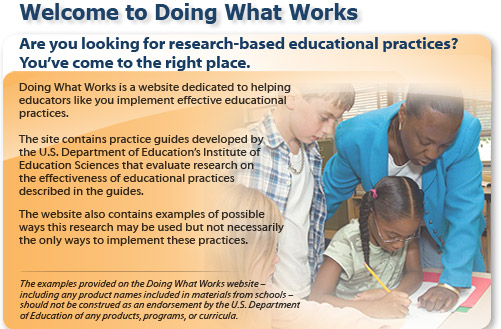 Welcome to Doing What Works
Are you looking for research-based educational practices?
You've come to the right place.
Doing What Works is a website dedicated to helping
educators like you implement effective educational
practices.
The site contains practice guides developed by
the U.S. Department of Education's Institute of
Education Sciences that evaluate research on
the effectiveness of educational practices
described in the guides.
The website also contains examples of possible
ways this research may be used but not necessarily
the only ways to implement these practices.
The examples provided on the Doing What Works website –
including any product names included in materials from schools –
should not be construed as an endorsement by the U.S. Department
of Education of any products, programs, or curricula.